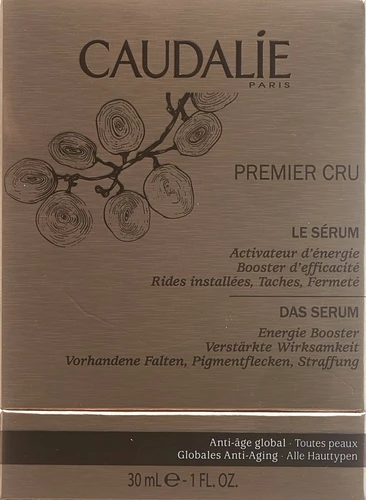 CAUDALÍE
PARIS
PREMIER CRU
LE SÉRUM
Activateur d'énergie
Booster d'efficacité
Rides installées, Taches, Fermeté
DAS SERUM
Energie Booster
Verstärkte Wirksamkeit
Vorhandene Falten, Pigmentflecken, Straffung
Anti-âge global · Toutes peaux
Globales Anti-Aging · Alle Hauttypen
30 mL ℮ - 1 FL. OZ.